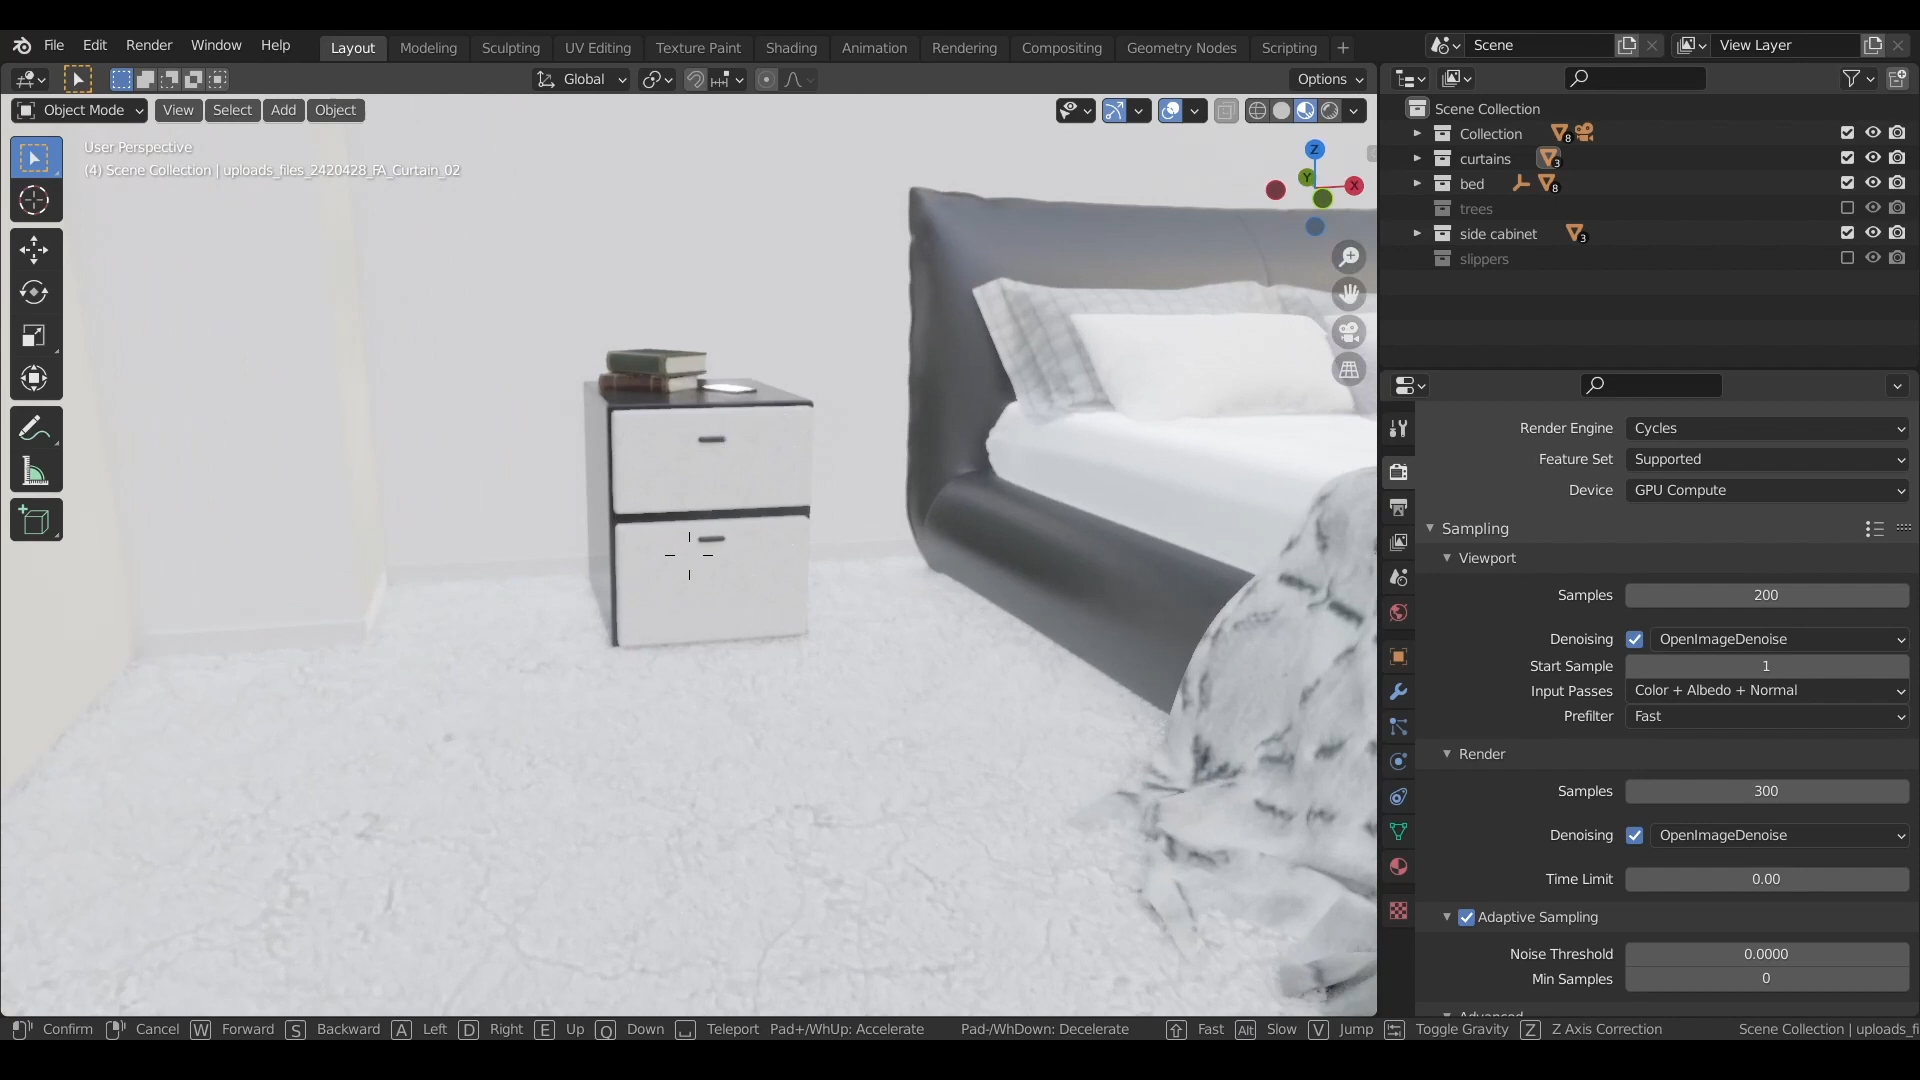 File Edit Render Window Help Layout Modeling Sculpting UV Editing Texture Paint Shading Animation Rendering Compositing Geometry Nodes Scripting + Scene View Layer
Global Options
Object Mode View Select Add Object
User Perspective
(4) Scene Collection | uploads_files_2420428_FA_Curtain_02
Z
Y
X
Scene Collection
Collection 8
curtains 3
bed 8
trees
side cabinet 3
slippers
Render Engine Cycles
Feature Set Supported
Device GPU Compute
Sampling
Viewport
Samples 200
Denoising OpenImageDenoise
Start Sample 1
Input Passes Color + Albedo + Normal
Prefilter Fast
Render
Samples 300
Denoising OpenImageDenoise
Time Limit 0.00
Adaptive Sampling
Noise Threshold 0.0000
Min Samples 0
Confirm Cancel W Forward S Backward A Left D Right E Up Q Down Teleport Pad+/WhUp: Accelerate Pad-/WhDown: Decelerate Fast Alt Slow V Jump Toggle Gravity Z Z Axis Correction Scene Collection | uploads_fi